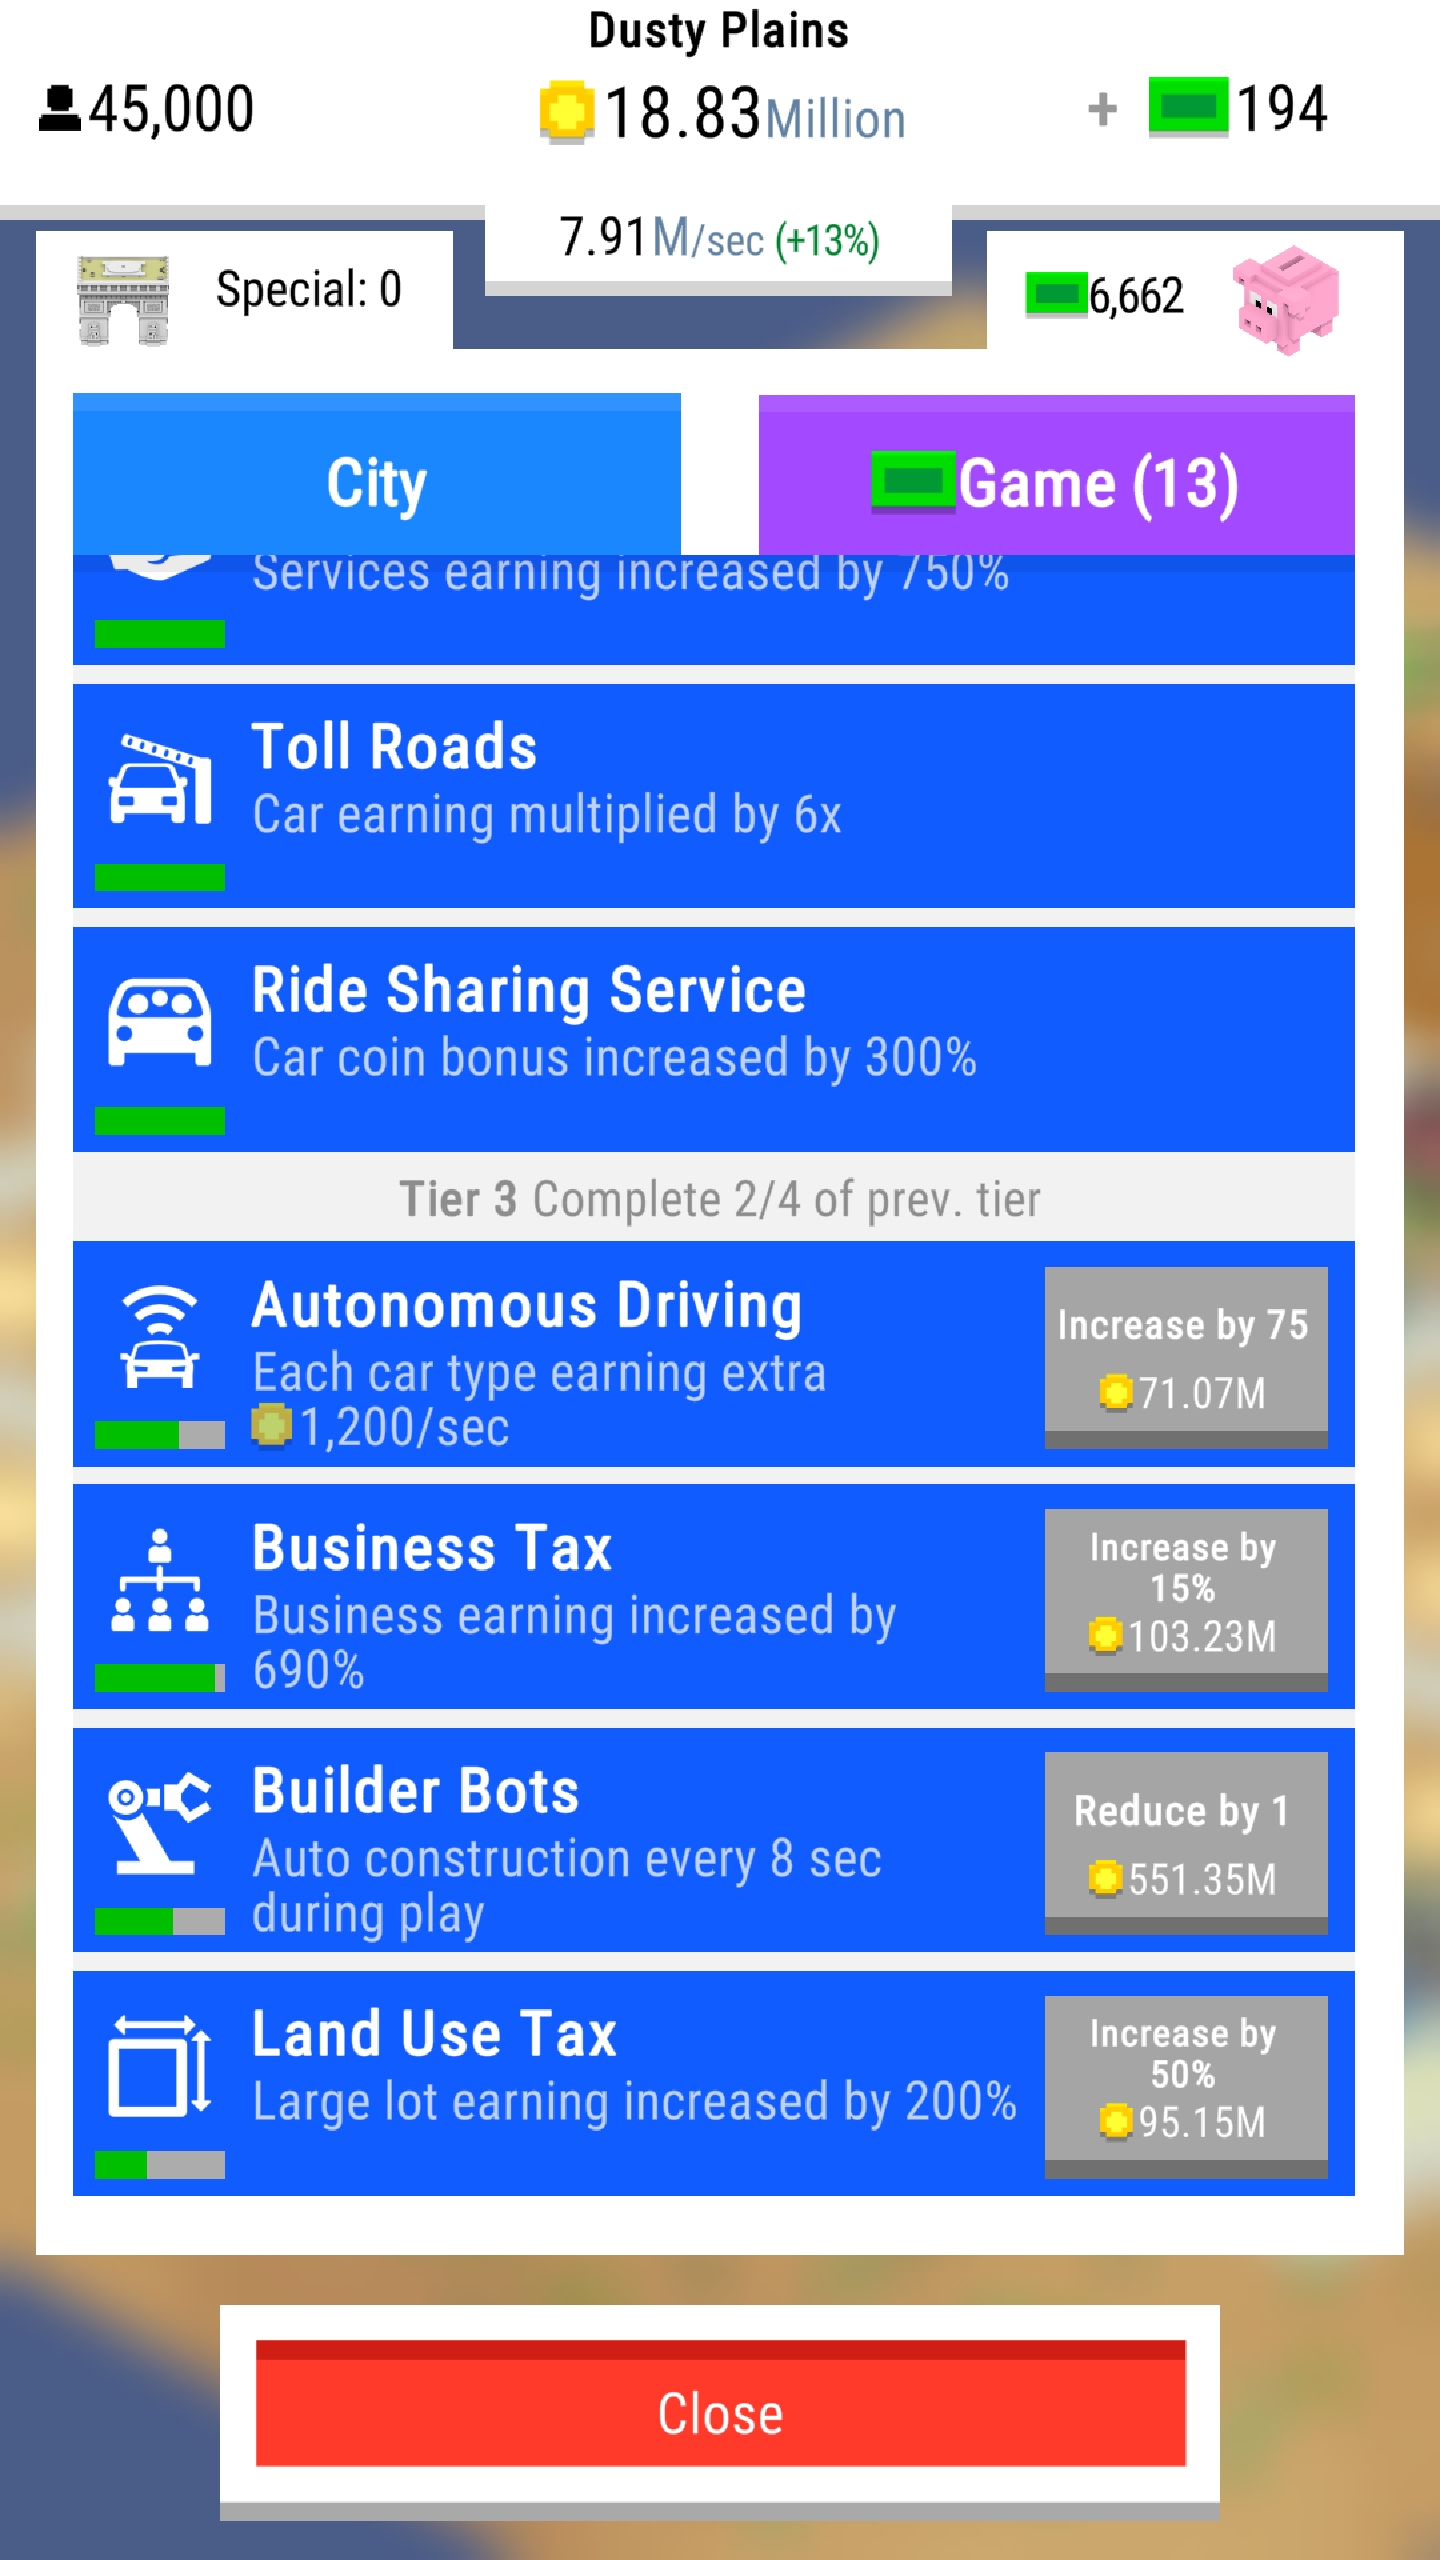 Dusty Plains
45,000
18.83Million
+ 194
7.91M/sec (+13%)
Special: 0
6,662
City
Game (13)
Services earning increased by 750%
Toll Roads
Car earning multiplied by 6x
Ride Sharing Service
Car coin bonus increased by 300%
Tier 3 Complete 2/4 of prev. tier
Autonomous Driving
Each car type earning extra
1,200/sec
Increase by 75
71.07M
Business Tax
Business earning increased by
690%
Increase by
15%
103.23M
Builder Bots
Auto construction every 8 sec
during play
Reduce by 1
551.35M
Land Use Tax
Large lot earning increased by 200%
Increase by
50%
95.15M
Close